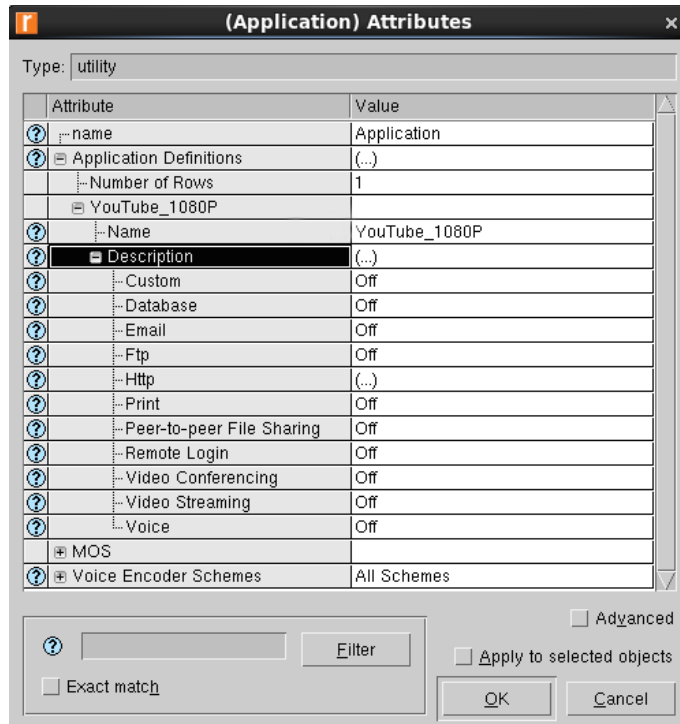 r (Application) Attributes ×
Type: utility
Attribute Value
? name Application
? Application Definitions (...)
Number of Rows 1
YouTube_1080P
? Name YouTube_1080P
? Description (...)
? Custom Off
? Database Off
? Email Off
? Ftp Off
? Http (...)
? Print Off
? Peer-to-peer File Sharing Off
? Remote Login Off
? Video Conferencing Off
? Video Streaming Off
? Voice Off
MOS
? Voice Encoder Schemes All Schemes
Advanced
? Filter
Apply to selected objects
Exact match
OK Cancel